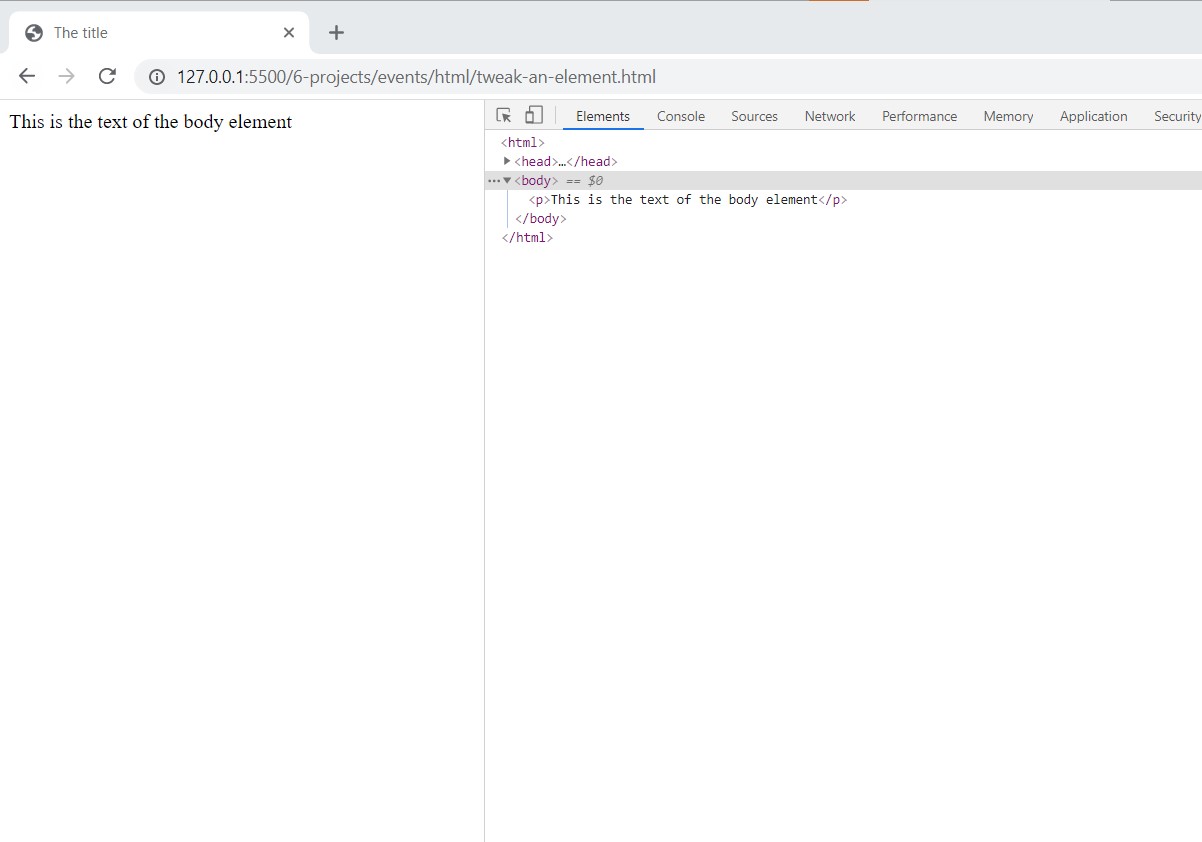 The title
127.0.0.1:5500/6-projects/events/html/tweak-an-element.html
This is the text of the body element
Elements Console Sources Network Performance Memory Application Security
<html>
<head>…</head>
<body> == $0
<p>This is the text of the body element</p>
</body>
</html>